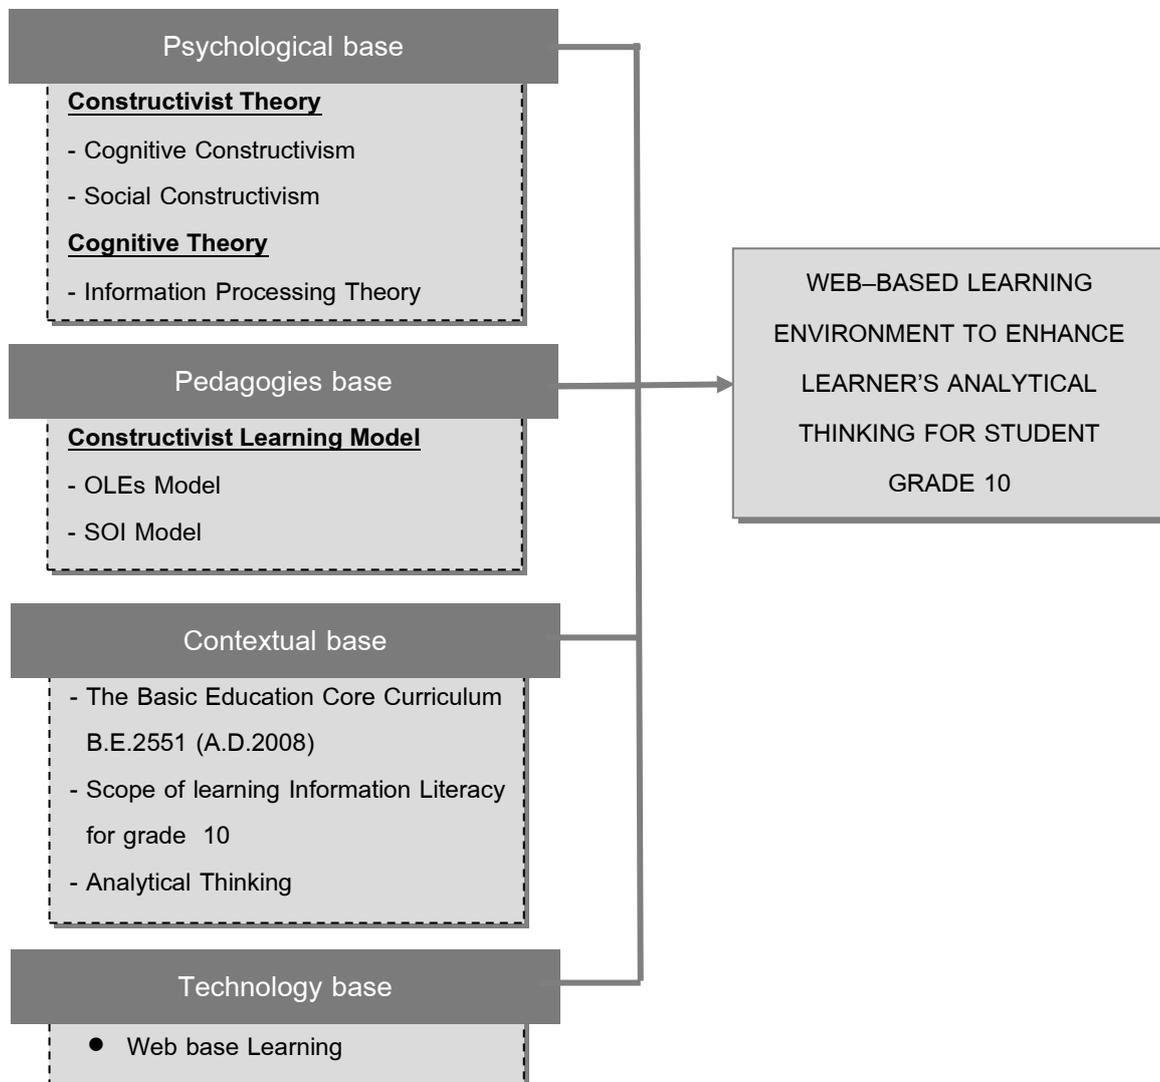 Psychological base
Constructivist Theory
- Cognitive Constructivism
- Social Constructivism
Cognitive Theory
- Information Processing Theory
Pedagogies base
Constructivist Learning Model
- OLEs Model
- SOI Model
Contextual base
- The Basic Education Core Curriculum
B.E.2551 (A.D.2008)
- Scope of learning Information Literacy
for grade 10
- Analytical Thinking
Technology base
● Web base Learning
WEB–BASED LEARNING
ENVIRONMENT TO ENHANCE
LEARNER’S ANALYTICAL
THINKING FOR STUDENT
GRADE 10